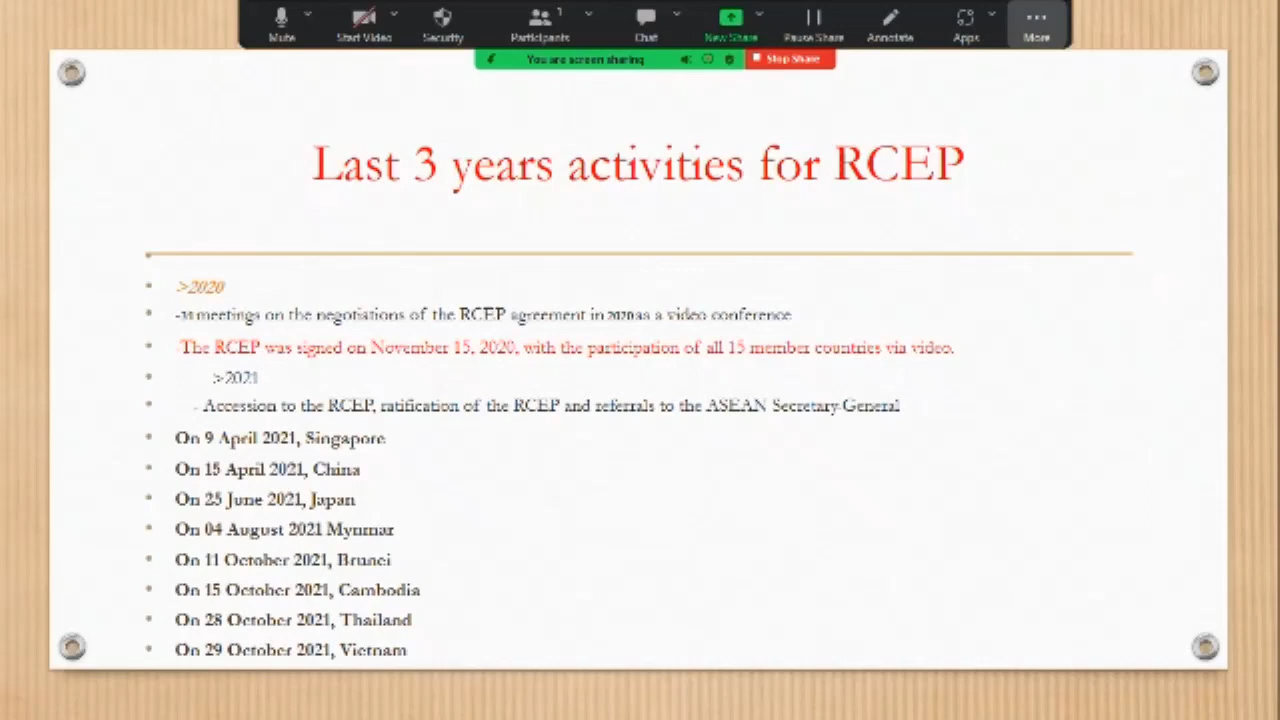 Mute
Start Video
Security
Participants
1
Chat
New Share
Pause Share
Annotate
Apps
More
You are screen sharing
Stop Share
Last 3 years activities for RCEP
>2020
meetings on the negotiations of the RCEP agreement in 2020 as a video conference
-The RCEP was signed on November 15, 2020, with the participation of all 15 member countries via video.
>2021
- Accession to the RCEP, ratification of the RCEP and referrals to the ASEAN Secretary-General
On 9 April 2021, Singapore
On 15 April 2021, China
On 25 June 2021, Japan
On 04 August 2021 Mynmar
On 11 October 2021, Brunei
On 15 October 2021, Cambodia
On 28 October 2021, Thailand
On 29 October 2021, Vietnam